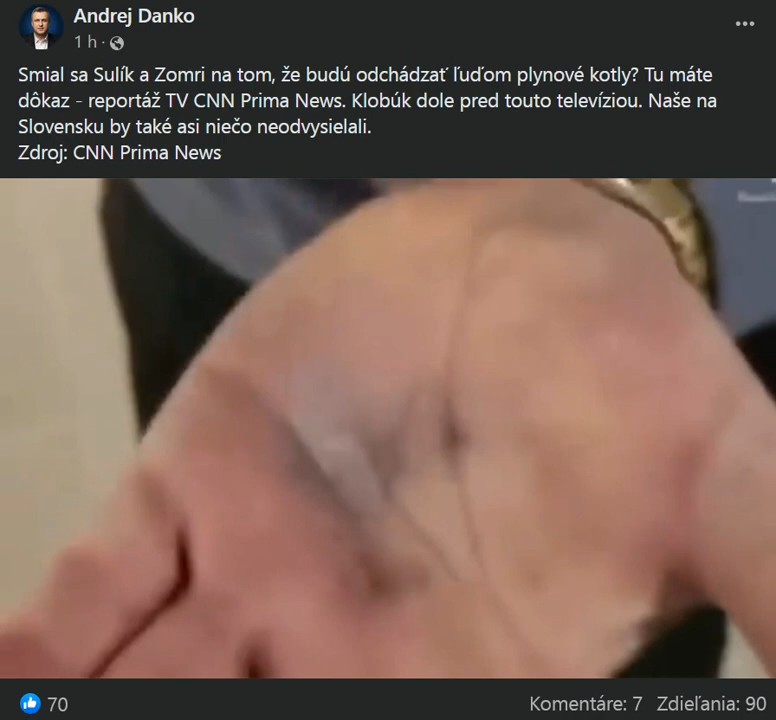 Andrej Danko
1 h ·
Smial sa Sulík a Zomri na tom, že budú odchádzať ľuďom plynové kotly? Tu máte
dôkaz - reportáž TV CNN Prima News. Klobúk dole pred touto televíziou. Naše na
Slovensku by také asi niečo neodvysielali.
Zdroj: CNN Prima News
70
Komentáre: 7 Zdieľania: 90